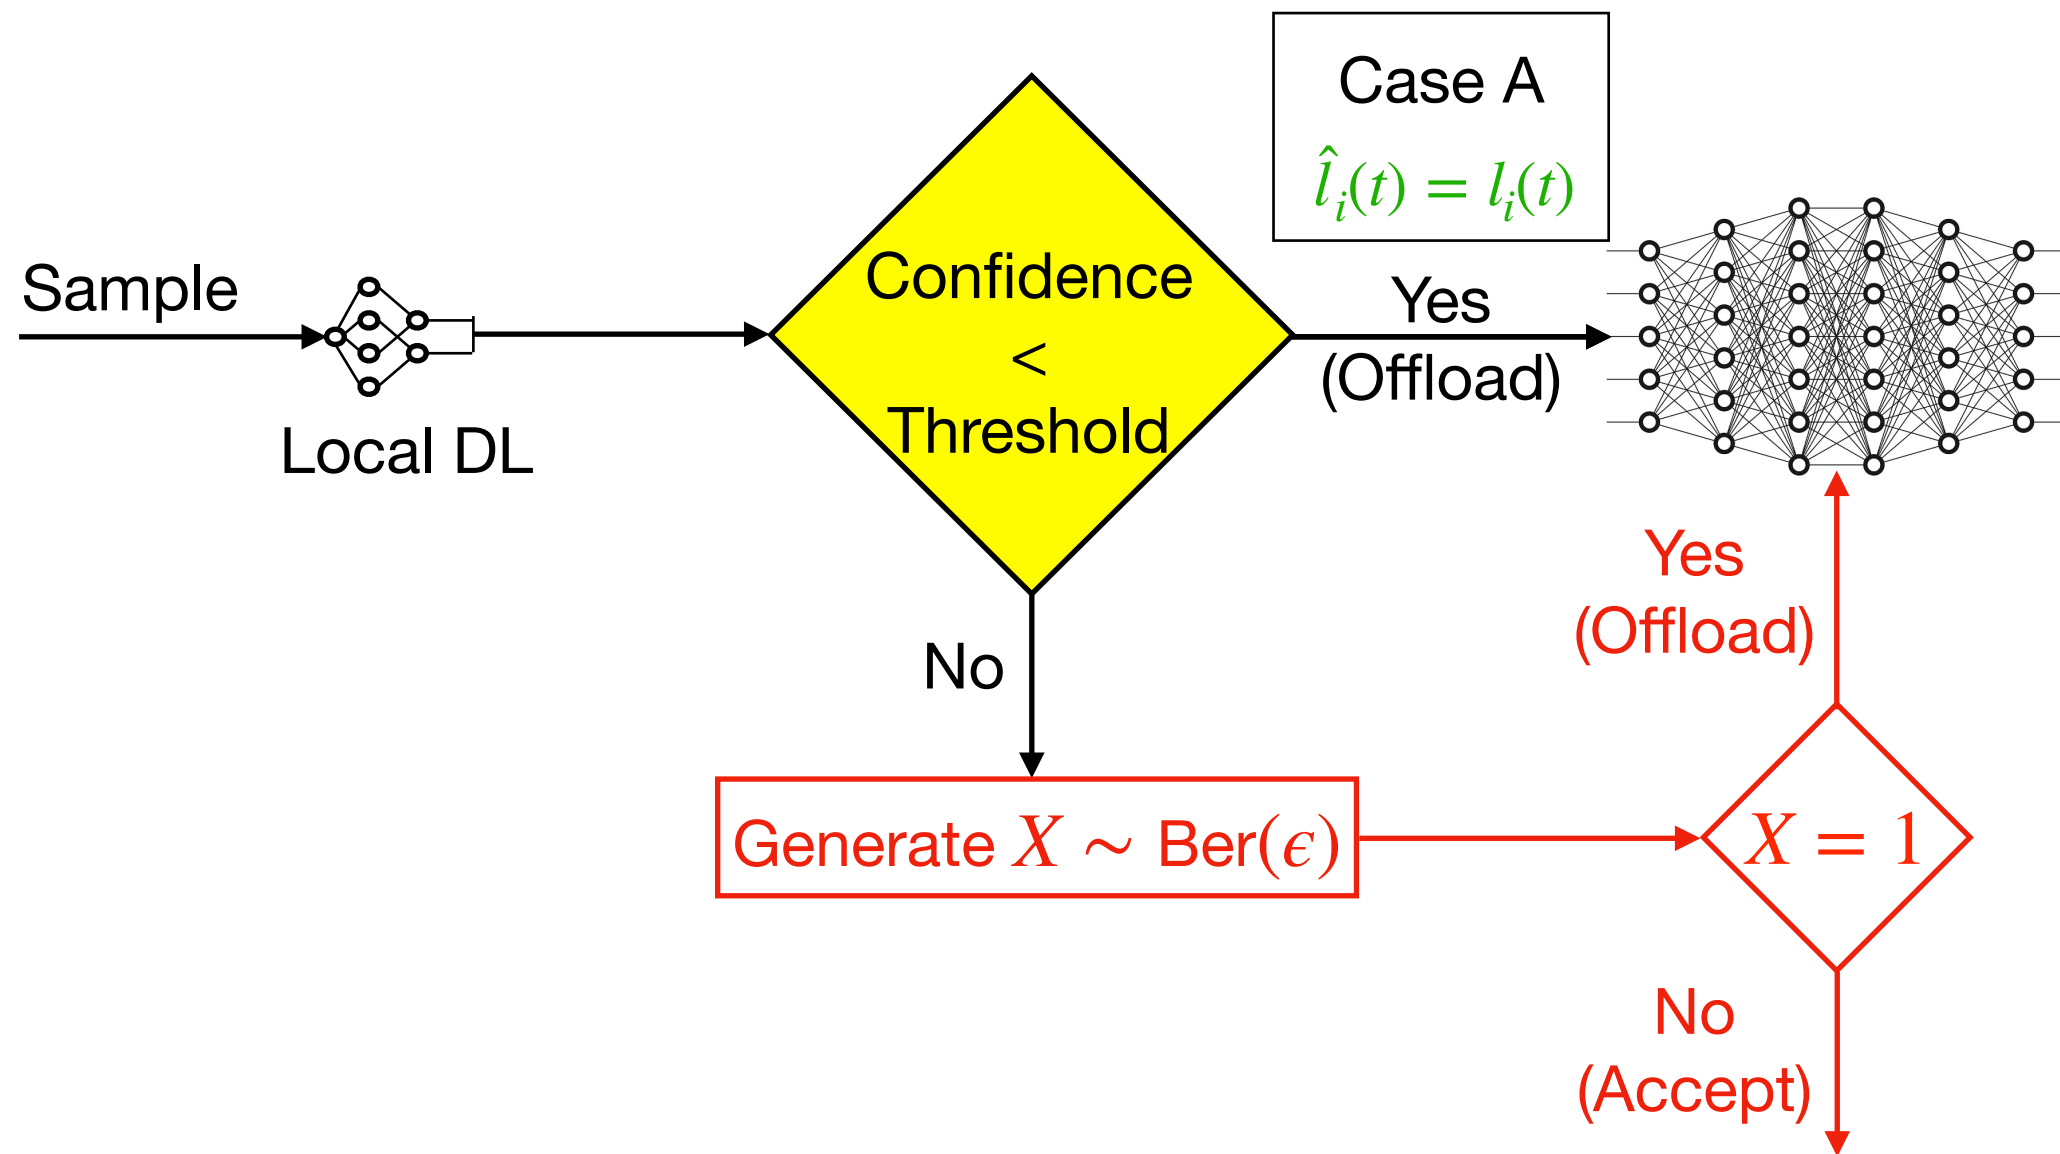 Case A
l̂ᵢ(t) = lᵢ(t)
Sample
Local DL
Confidence
<
Threshold
Yes
(Offload)
No
Yes
(Offload)
Generate X ∼ Ber(ϵ)
X = 1
No
(Accept)